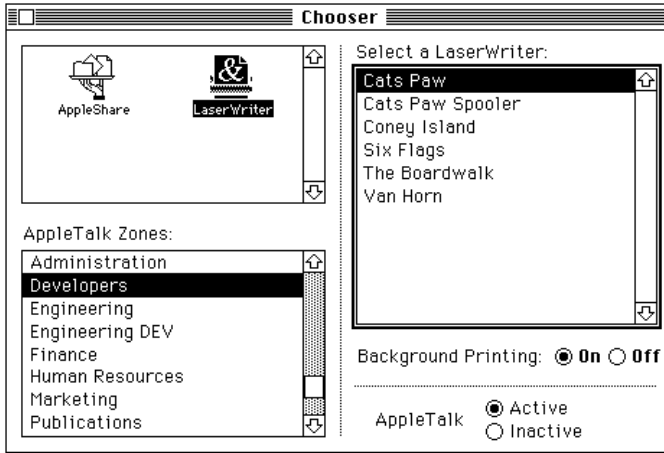 Chooser
AppleShare
LaserWriter
AppleTalk Zones:
Administration
Developers
Engineering
Engineering DEV
Finance
Human Resources
Marketing
Publications
Select a LaserWriter:
Cats Paw
Cats Paw Spooler
Coney Island
Six Flags
The Boardwalk
Van Horn
Background Printing: On Off
AppleTalk
Active
Inactive